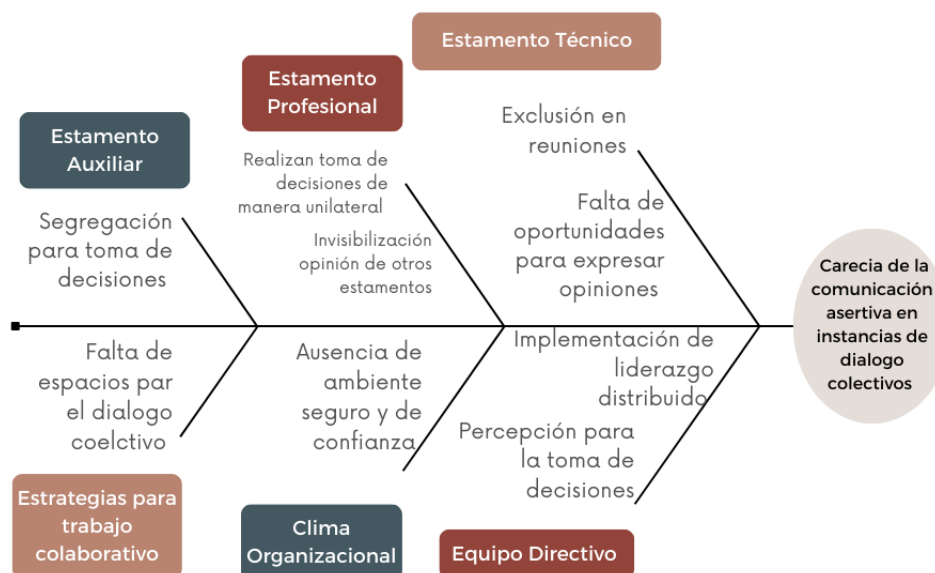 Estamento Técnico
Estamento
Profesional
Estamento
Auxiliar
Exclusión en
reuniones
Realizan toma de
decisiones de
manera unilateral
Falta de
oportunidades
para expresar
opiniones
Segregación
para toma de
decisiones
Invisibilización
opinión de otros
estamentos
Carecia de la
comunicación
asertiva en
instancias de
dialogo
colectivos
Falta de
espacios par
el dialogo
coelctivo
Ausencia de
ambiente
seguro y de
confianza
Implementación de
liderazgo
distribuido
Percepción para
la toma de
decisiones
Estrategias para
trabajo
colaborativo
Clima
Organizacional
Equipo Directivo